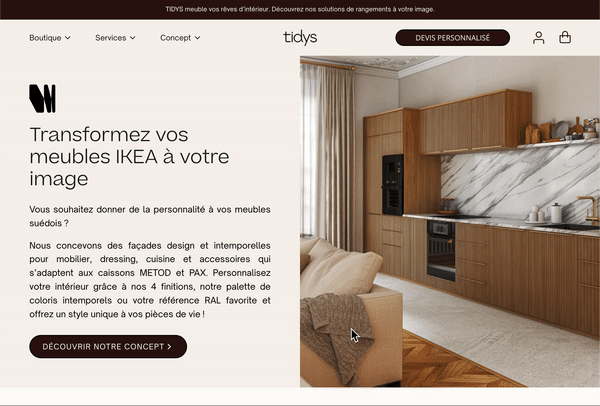 TIDYS meuble vos rêves d'intérieur. Découvrez nos solutions de rangements à votre image.
Boutique
Services
Concept
tidys
DEVIS PERSONNALISÉ
Transformez vos
meubles IKEA à votre
image
Vous souhaitez donner de la personnalité à vos meubles
suédois ?
Nous concevons des façades design et intemporelles
pour mobilier, dressing, cuisine et accessoires qui
s'adaptent aux caissons METOD et PAX. Personnalisez
votre intérieur grâce à nos 4 finitions, notre palette de
coloris intemporels ou votre référence RAL favorite et
offrez un style unique à vos pièces de vie !
DÉCOUVRIR NOTRE CONCEPT >